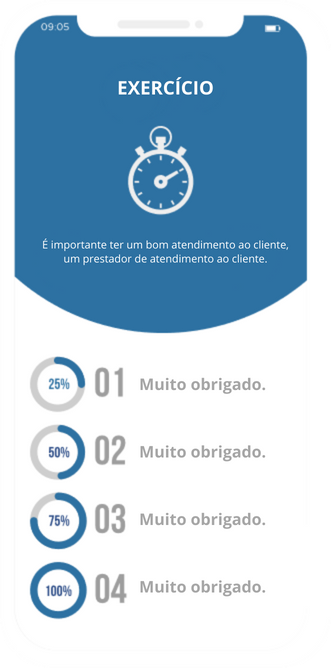 09:05
EXERCÍCIO
É importante ter um bom atendimento ao cliente,
um prestador de atendimento ao cliente.
25% 01 Muito obrigado.
50% 02 Muito obrigado.
75% 03 Muito obrigado.
100% 04 Muito obrigado.